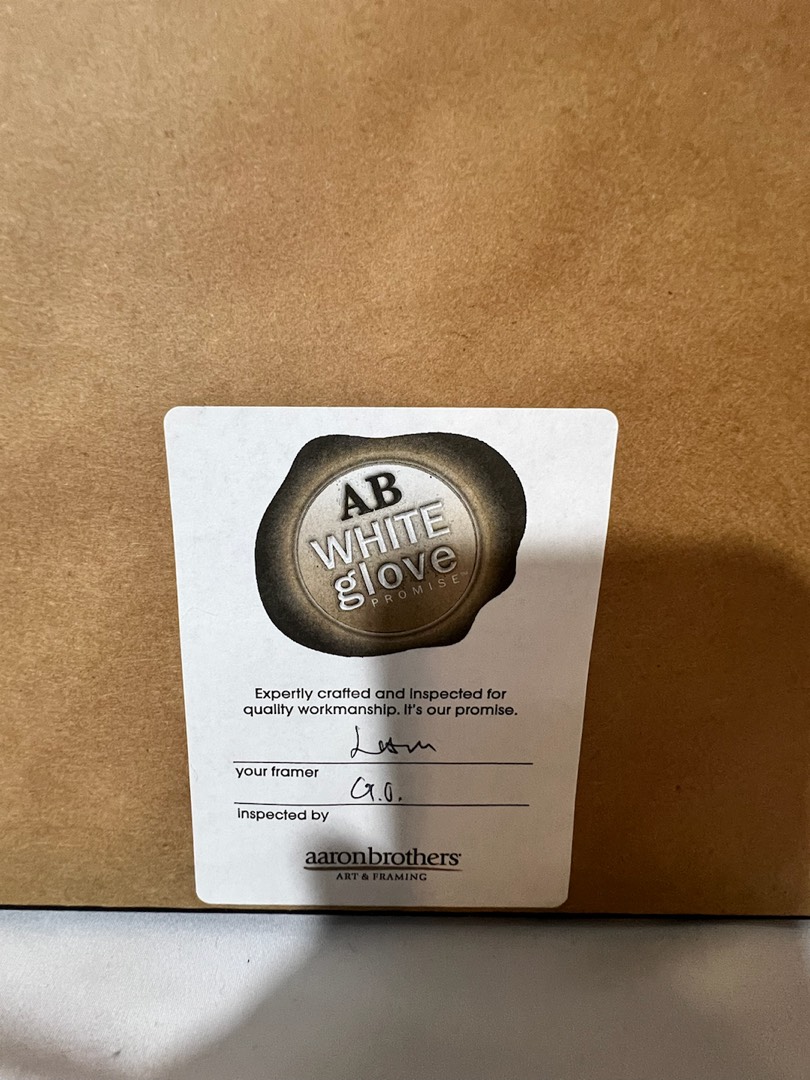 AB
WHITE
glove
PROMISE™
Expertly crafted and inspected for
quality workmanship. It's our promise.
your framer
G.O.
inspected by
aaronbrothers
ART & FRAMING